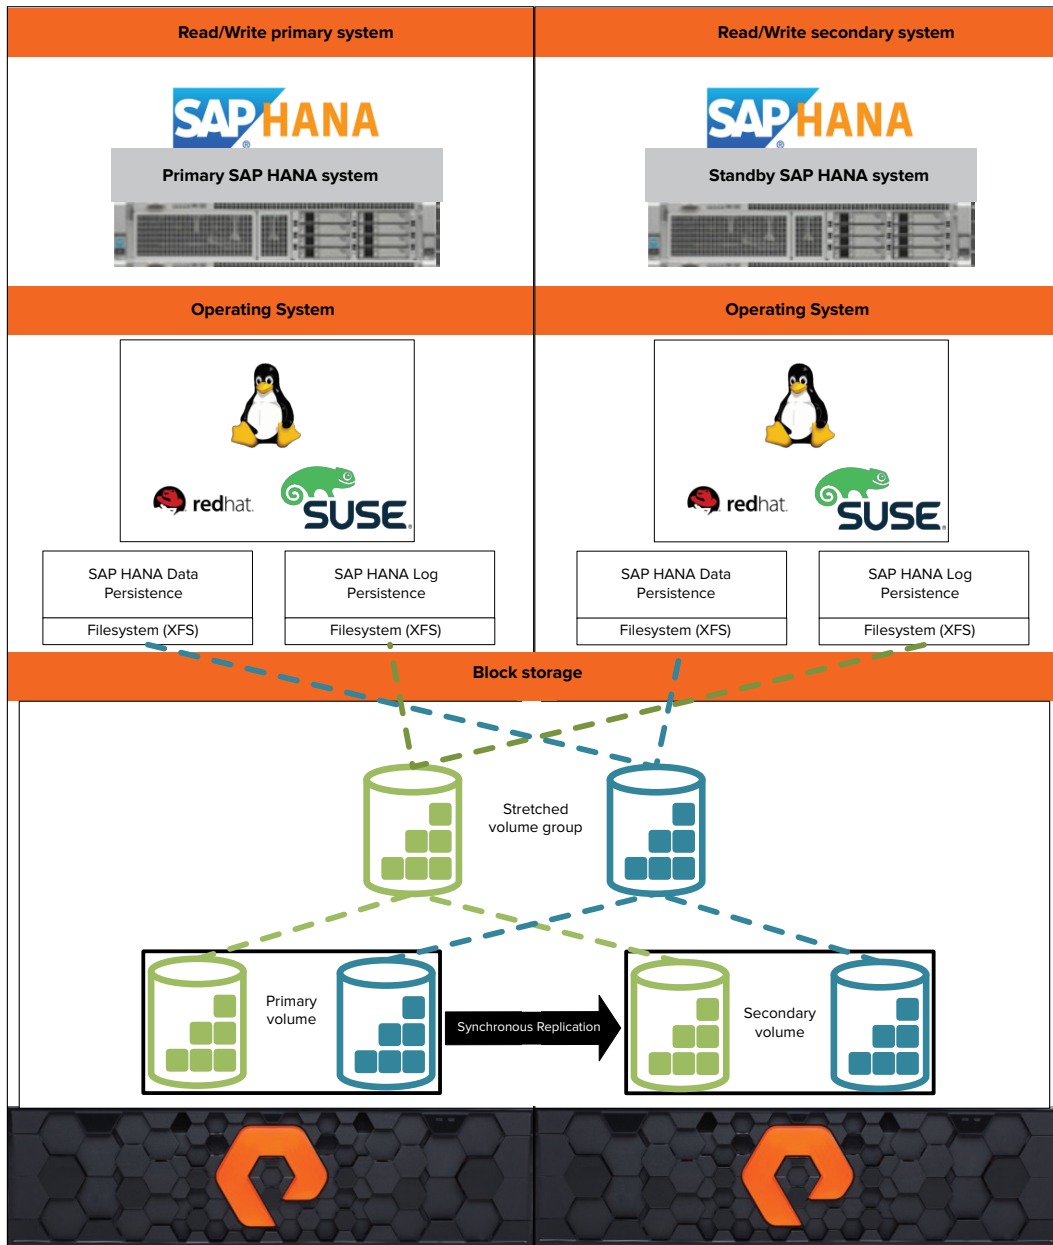 Read/Write primary system
Read/Write secondary system
SAP HANA
®
SAP HANA
®
Primary SAP HANA system
Standby SAP HANA system
Operating System
Operating System
redhat.
SUSE®
redhat.
SUSE®
SAP HANA Data
Persistence
Filesystem (XFS)
SAP HANA Log
Persistence
Filesystem (XFS)
SAP HANA Data
Persistence
Filesystem (XFS)
SAP HANA Log
Persistence
Filesystem (XFS)
Block storage
Stretched
volume group
Primary
volume
Synchronous Replication
Secondary
volume